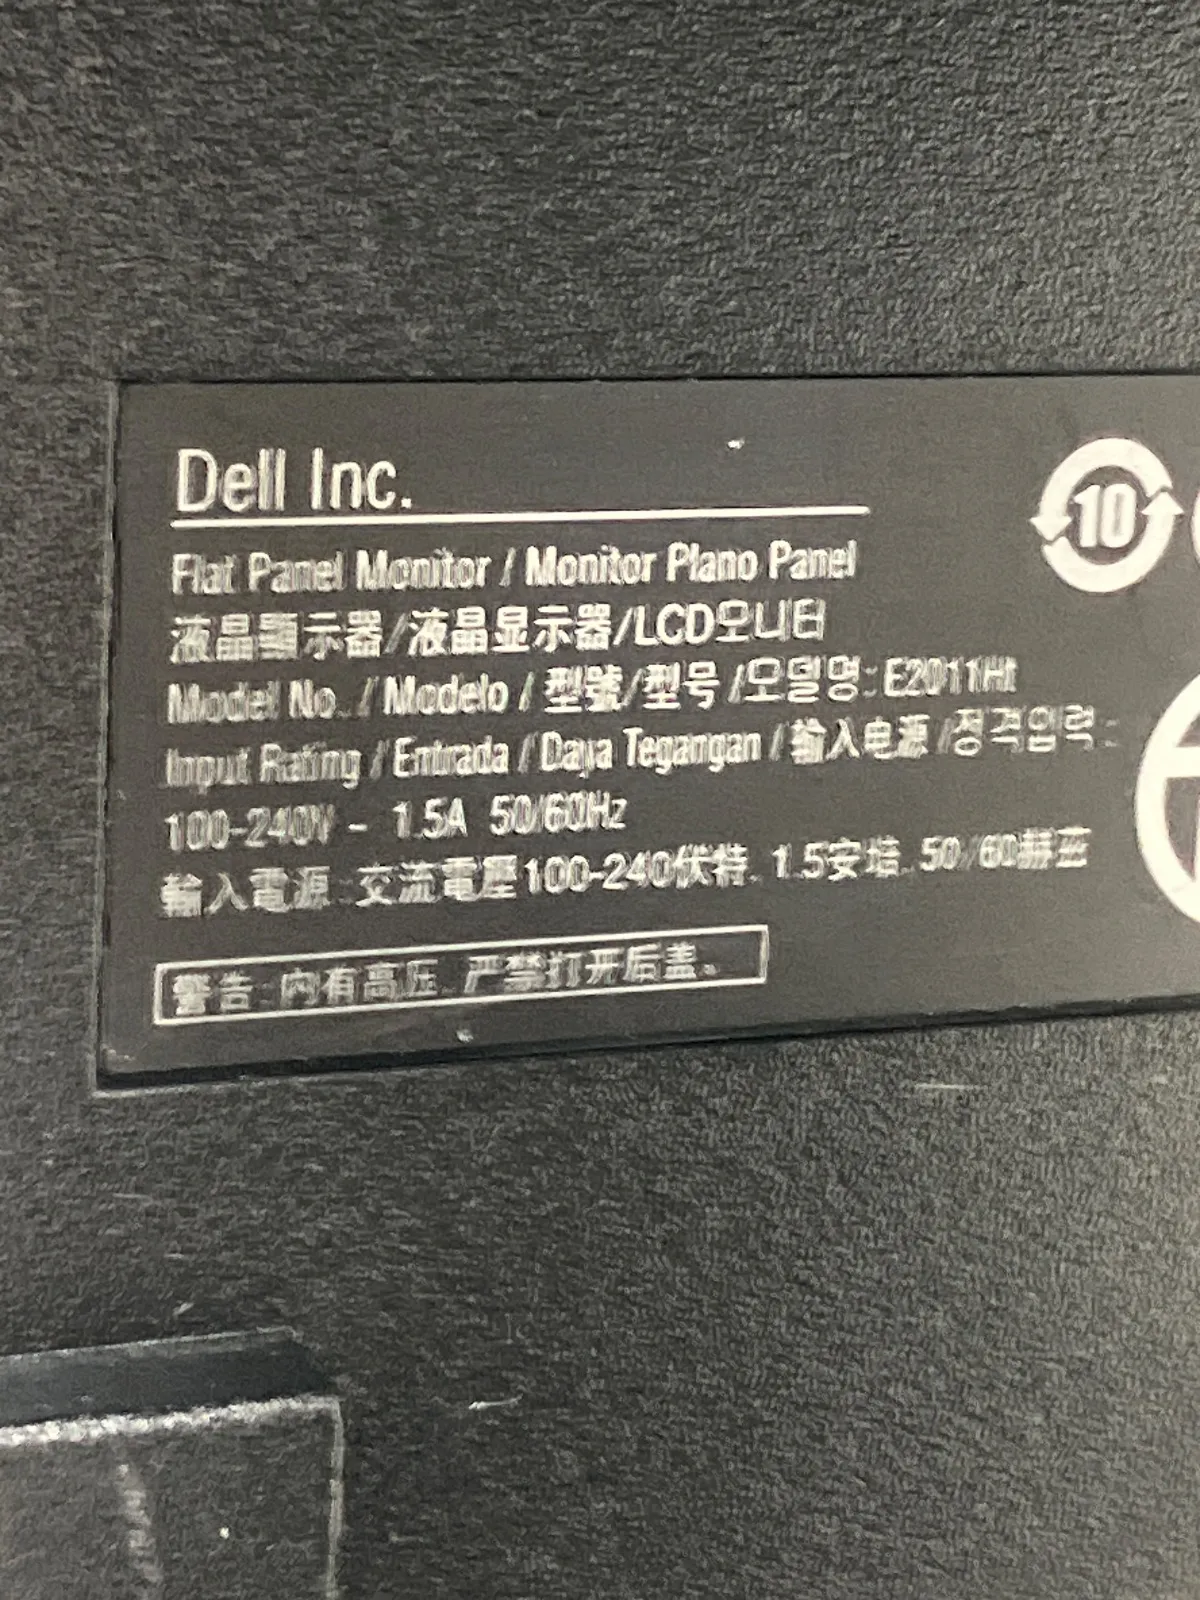 Dell Inc.
10
Flat Panel Monitor / Monitor Plano Panel
液晶顯示器/液晶显示器/LCD모니터
Model No. / Modelo / 型號/型号 /모델명: E2011Ht
Input Rating / Entrada / Daya Tegangan / 輸入电源 /정격입력:
100-240V ~ 1.5A 50/60Hz
輸入電源: 交流電壓100-240伏特, 1.5安培, 50/60赫茲
警告: 内有高压, 严禁打开后盖。